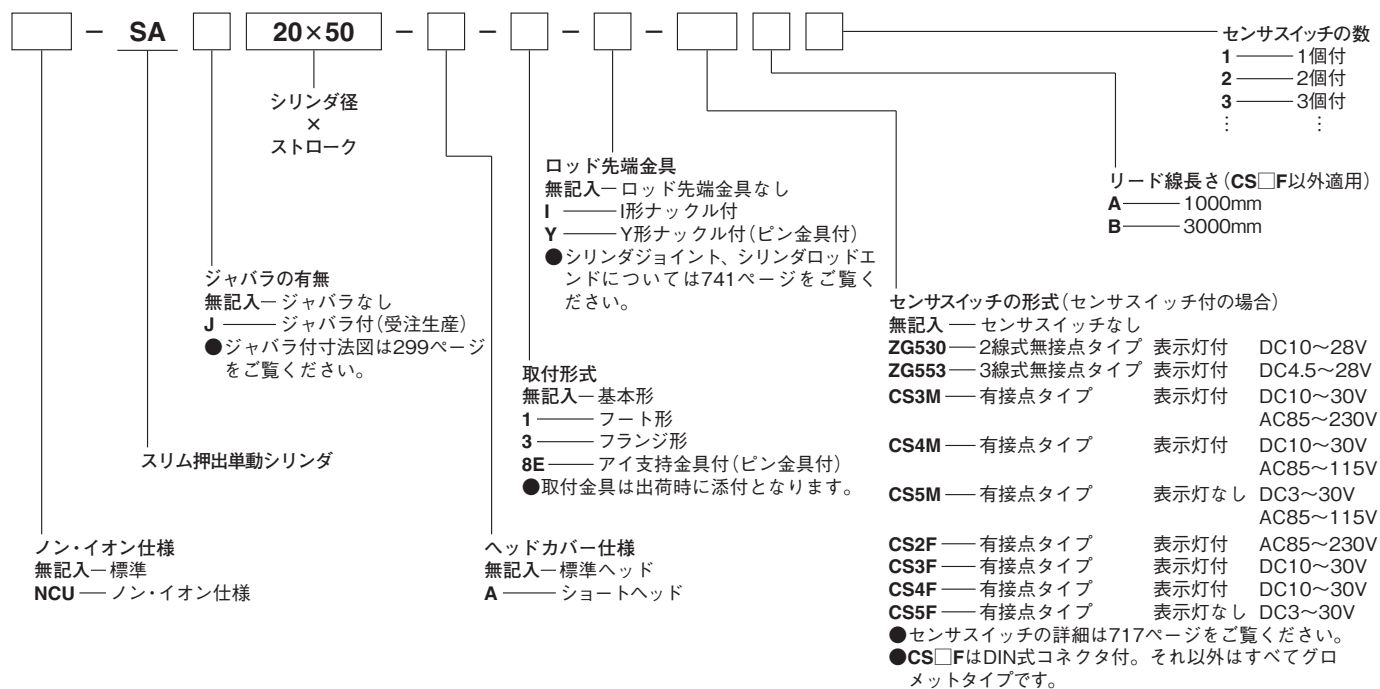 □ － SA □ 20×50 － □ － □ － □ － □ □ □
センサスイッチの数
1 ――― 1個付
2 ――― 2個付
3 ――― 3個付
⋮ ⋮
シリンダ径
×
ストローク
リード線長さ（CS□F以外適用）
A ――― 1000mm
B ――― 3000mm
ロッド先端金具
無記入―ロッド先端金具なし
I ――― I形ナックル付
Y ――― Y形ナックル付（ピン金具付）
●シリンダジョイント、シリンダロッドエ
ンドについては741ページをご覧く
ださい。
ジャバラの有無
無記入―ジャバラなし
J ――― ジャバラ付（受注生産）
●ジャバラ付寸法図は299ページ
をご覧ください。
センサスイッチの形式（センサスイッチ付の場合）
無記入 ―― センサスイッチなし
ZG530 ―― 2線式無接点タイプ 表示灯付 DC10～28V
ZG553 ―― 3線式無接点タイプ 表示灯付 DC4.5～28V
CS3M ―― 有接点タイプ 表示灯付 DC10～30V
AC85～230V
CS4M ―― 有接点タイプ 表示灯付 DC10～30V
AC85～115V
CS5M ―― 有接点タイプ 表示灯なし DC3～30V
AC85～115V
CS2F ―― 有接点タイプ 表示灯付 AC85～230V
CS3F ―― 有接点タイプ 表示灯付 DC10～30V
CS4F ―― 有接点タイプ 表示灯付 DC10～30V
CS5F ―― 有接点タイプ 表示灯なし DC3～30V
●センサスイッチの詳細は717ページをご覧ください。
●CS□FはDIN式コネクタ付。それ以外はすべてグロ
メットタイプです。
取付形式
無記入―基本形
1 ――― フート形
3 ――― フランジ形
8E ――― アイ支持金具付（ピン金具付）
●取付金具は出荷時に添付となります。
スリム押出単動シリンダ
ノン・イオン仕様
無記入―標準
NCU ―― ノン・イオン仕様
ヘッドカバー仕様
無記入―標準ヘッド
A ――― ショートヘッド